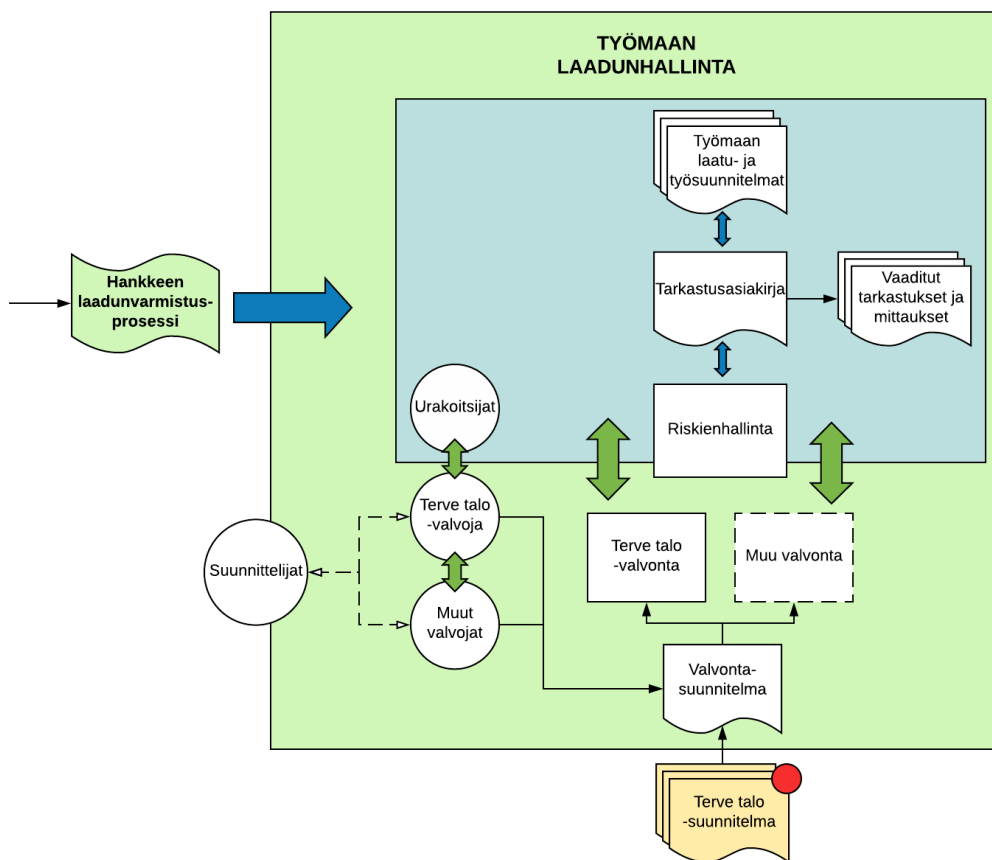 TYÖMAAN
LAADUNHALLINTA
Työmaan
laatu- ja
työsuunnitelmat
Hankkeen
laadunvarmistus-
prosessi
Tarkastusasiakirja
Vaaditut
tarkastukset ja
mittaukset
Urakoitsijat
Riskienhallinta
Terve talo
-valvoja
Terve talo
-valvonta
Muu valvonta
Suunnittelijat
Muut
valvojat
Valvonta-
suunnitelma
Terve talo
-suunnitelma